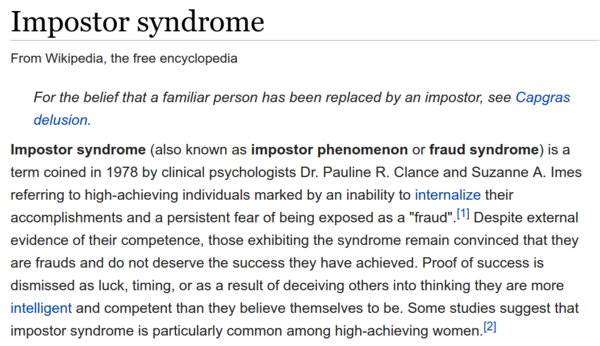 Impostor syndrome
From Wikipedia, the free encyclopedia
For the belief that a familiar person has been replaced by an impostor, see Capgras
delusion.
Impostor syndrome (also known as impostor phenomenon or fraud syndrome) is a
term coined in 1978 by clinical psychologists Dr. Pauline R. Clance and Suzanne A. Imes
referring to high-achieving individuals marked by an inability to internalize their
accomplishments and a persistent fear of being exposed as a "fraud".[1] Despite external
evidence of their competence, those exhibiting the syndrome remain convinced that they
are frauds and do not deserve the success they have achieved. Proof of success is
dismissed as luck, timing, or as a result of deceiving others into thinking they are more
intelligent and competent than they believe themselves to be. Some studies suggest that
impostor syndrome is particularly common among high-achieving women.[2]